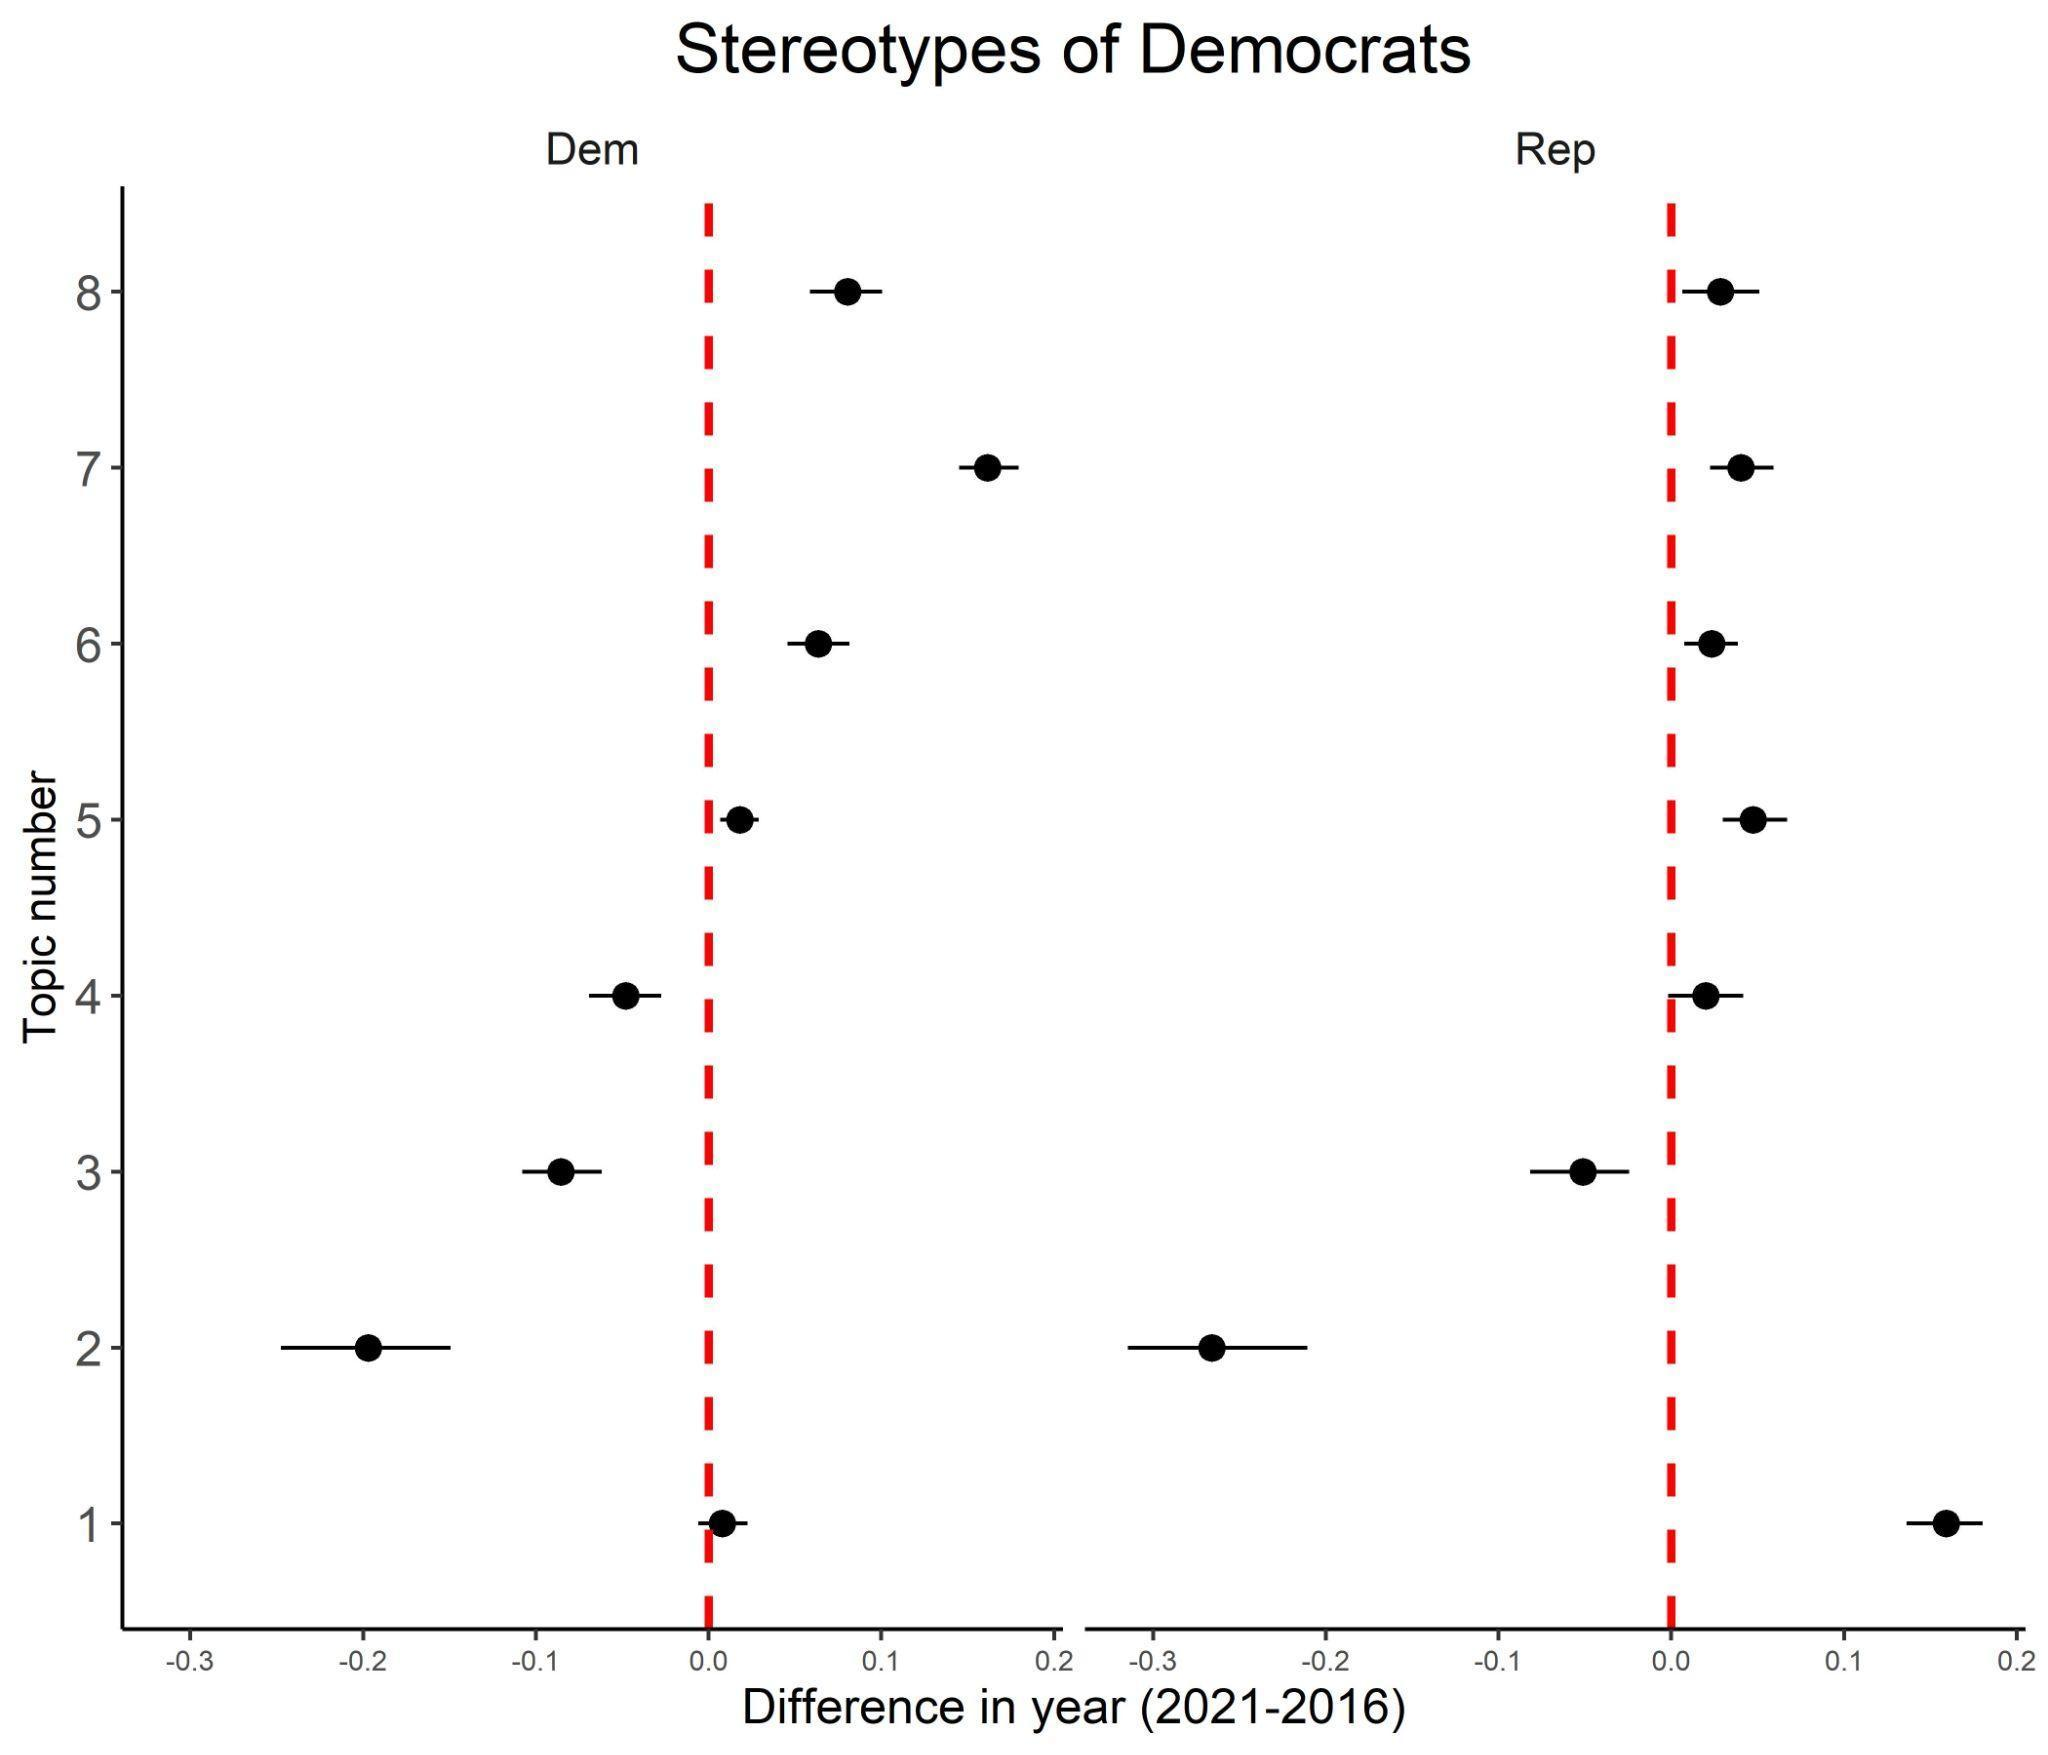 Stereotypes of Democrats
Dem Rep
8
7
6
5
4
3
2
1
Topic number
-0.3 -0.2 -0.1 0.0 0.1 0.2 -0.3 -0.2 -0.1 0.0 0.1 0.2
Difference in year (2021-2016)